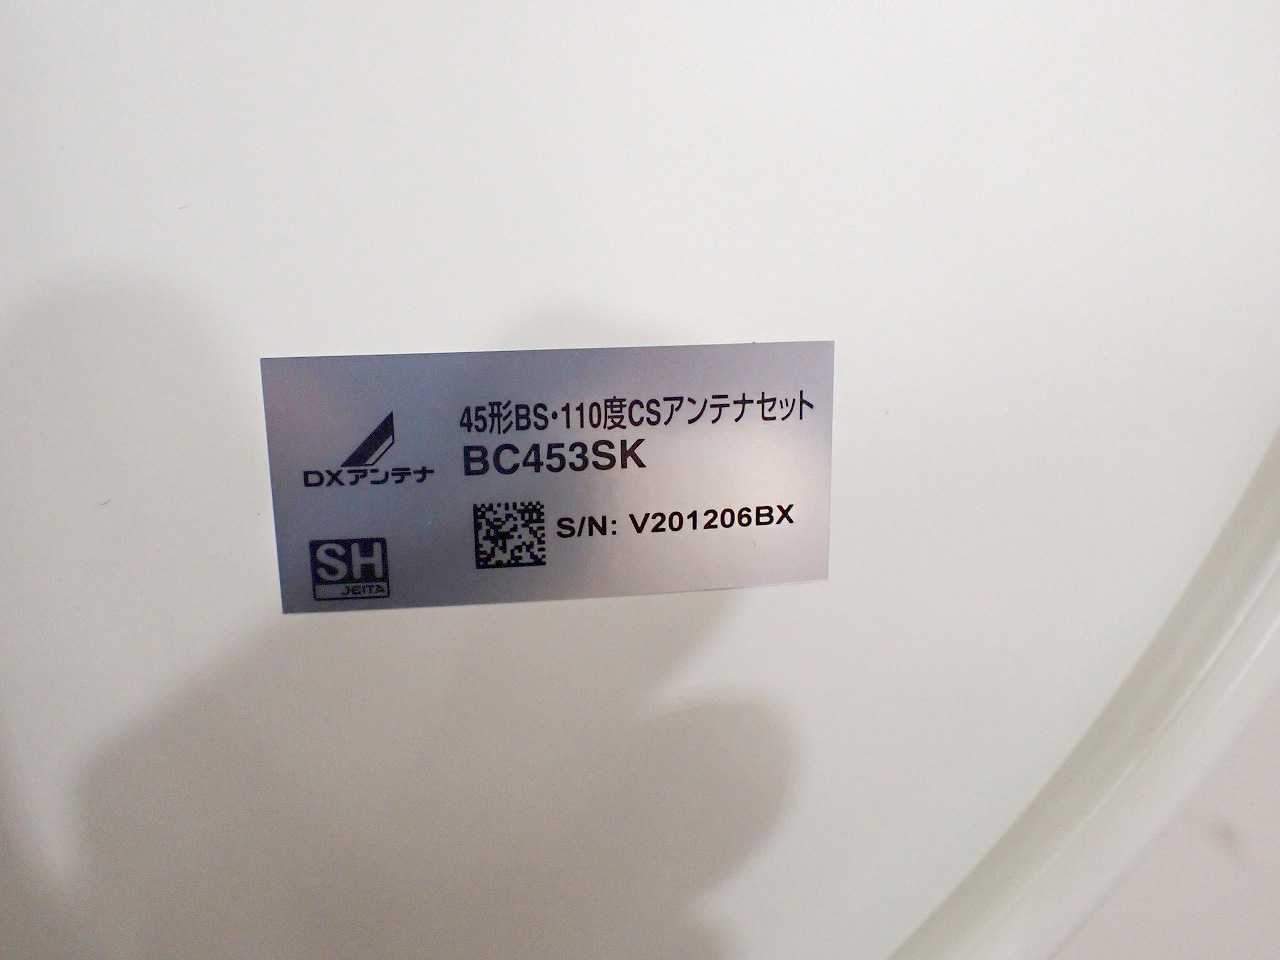 45形BS･110度CSアンテナセット
BC453SK
DXアンテナ
S/N: V201206BX
SH
JEITA